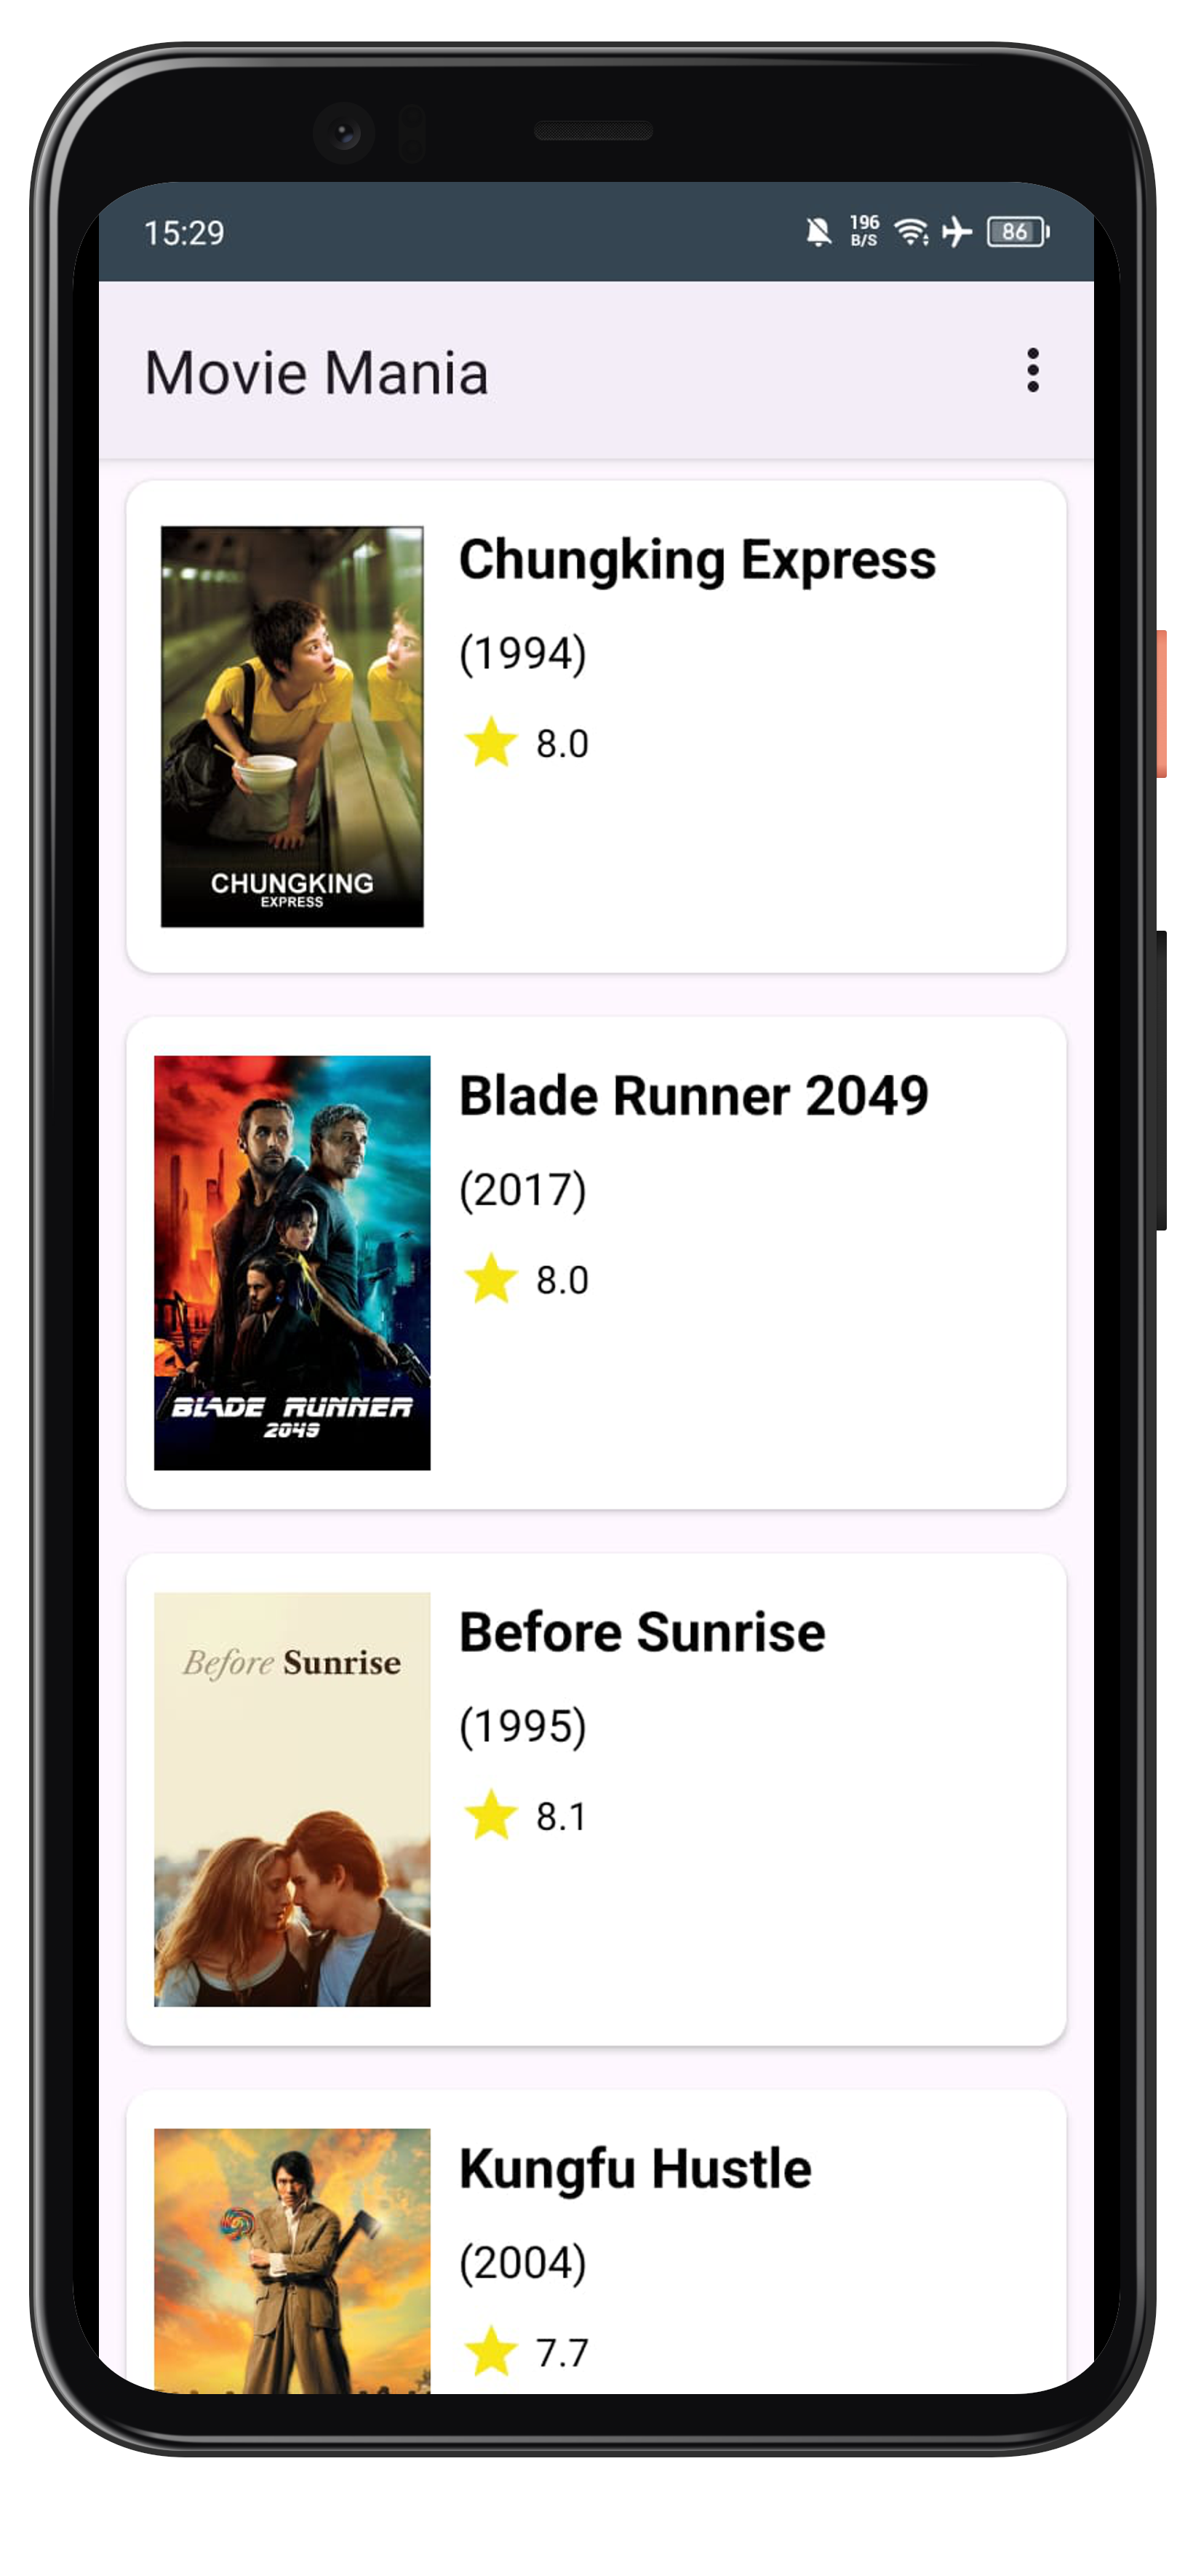 15:29
196
B/S
86
Movie Mania
Chungking Express
(1994)
8.0
CHUNGKING
EXPRESS
Blade Runner 2049
(2017)
8.0
BLADE RUNNER
2049
Before Sunrise
Before Sunrise
(1995)
8.1
Kungfu Hustle
(2004)
7.7